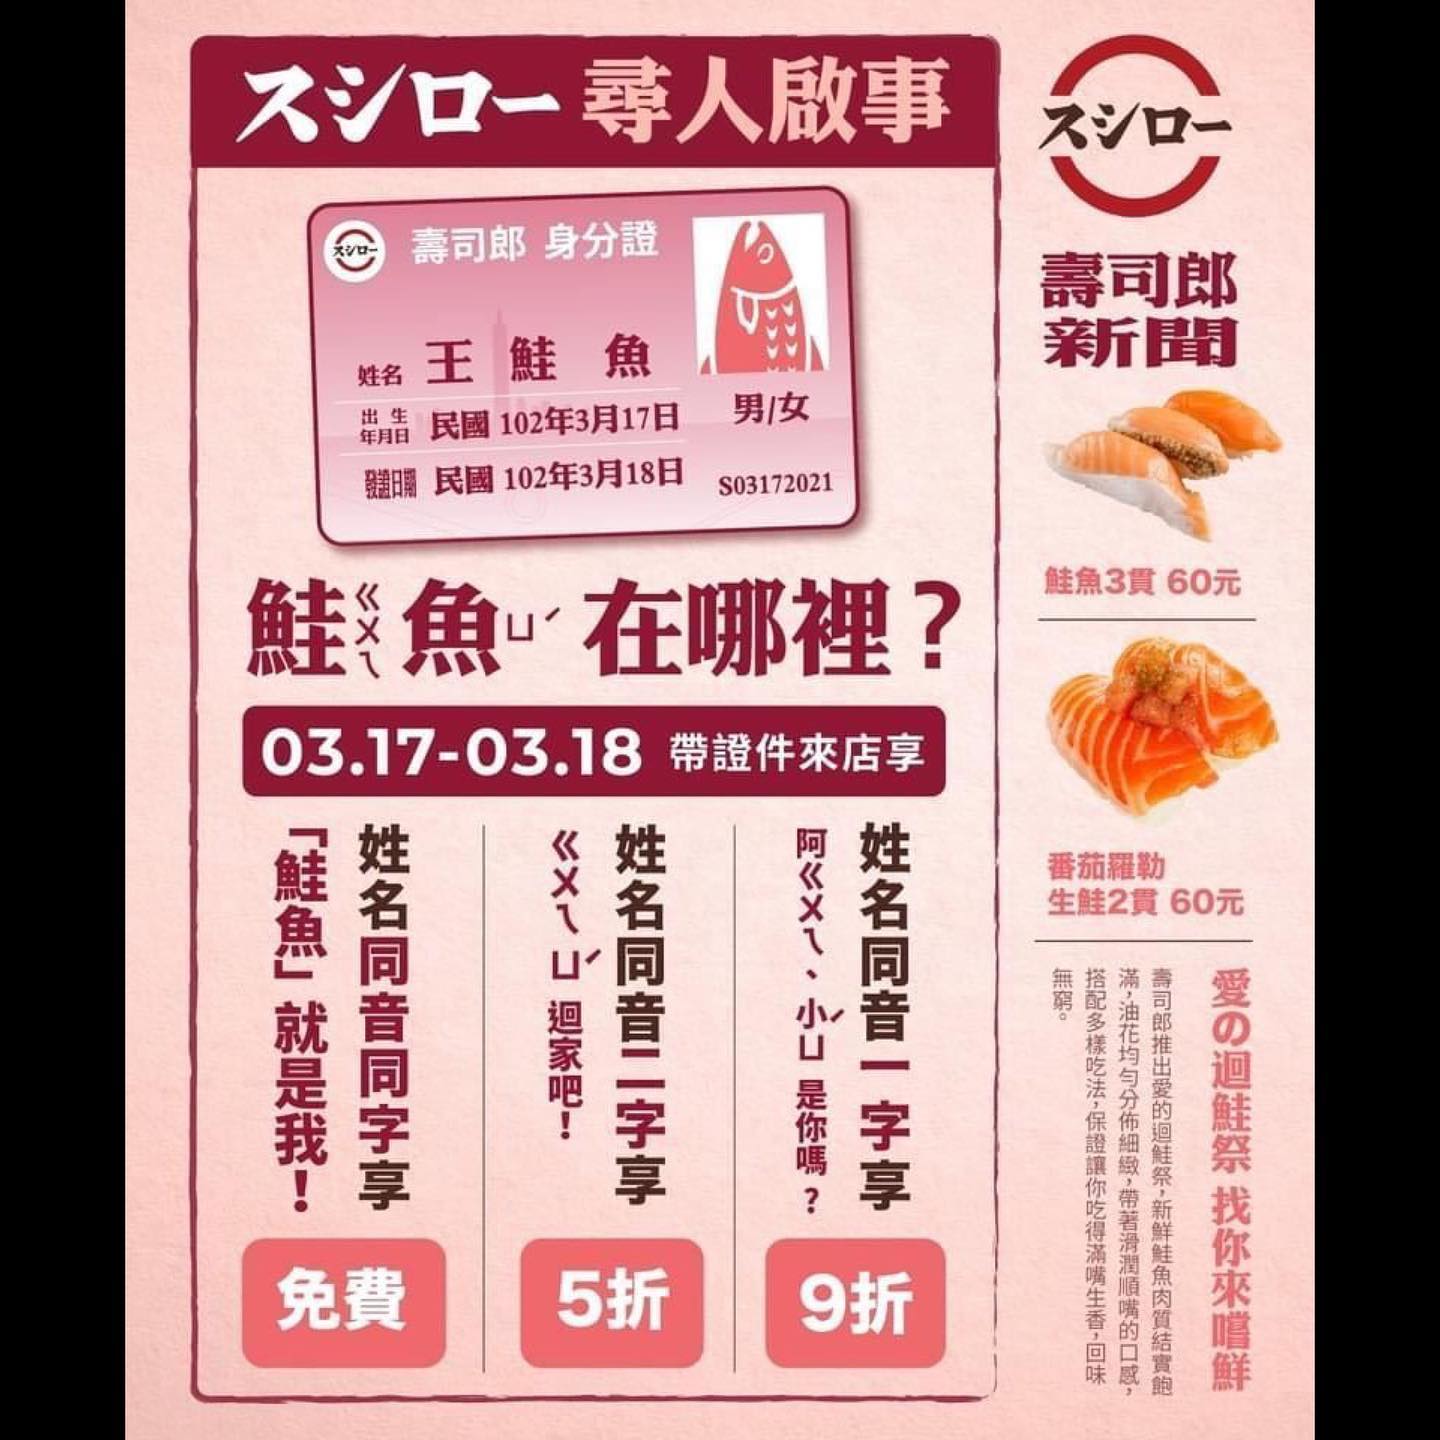 スシロー 尋人啟事
スシロー
壽司郎 身分證
姓名 王 鮭 魚
出生年月日 民國 102年3月17日
發證日期 民國 102年3月18日
男/女
S03172021
鮭ㄍㄨㄟ魚ㄩˊ在哪裡？
03.17-03.18 帶證件來店享
姓名同音同字享
「鮭魚」就是我！
免費
姓名同音二字享
ㄍㄨㄟ ㄩˊ 迴家吧！
5折
姓名同音一字享
阿ㄍㄨㄟ、小ㄩˊ 是你嗎？
9折
スシロー
壽司郎
新聞
鮭魚3貫 60元
番茄羅勒
生鮭2貫 60元
愛の迴鮭祭 找你來嚐鮮
壽司郎推出愛的迴鮭祭，新鮮鮭魚肉質結實飽
滿，油花均勻分佈細緻，帶著滑潤順嘴的口感，
搭配多樣吃法，保證讓你吃得滿嘴生香，回味
無窮。